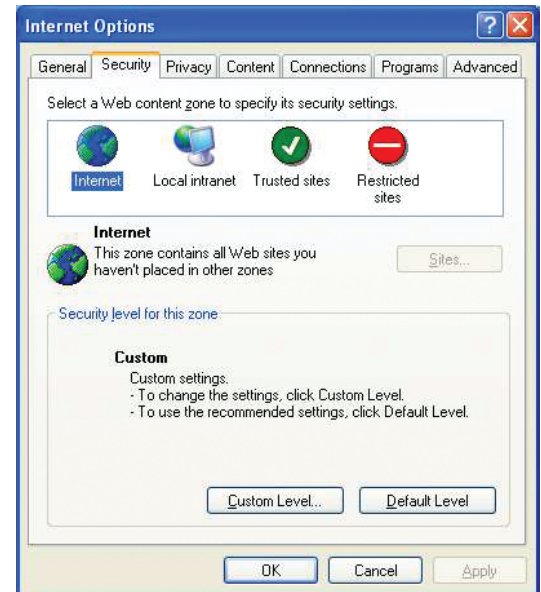 Internet Options
General Security Privacy Content Connections Programs Advanced
Select a Web content zone to specify its security settings.
Internet Local intranet Trusted sites Restricted
sites
Internet
This zone contains all Web sites you
haven't placed in other zones
Sites...
Security level for this zone
Custom
Custom settings.
- To change the settings, click Custom Level.
- To use the recommended settings, click Default Level.
Custom Level... Default Level
OK Cancel Apply